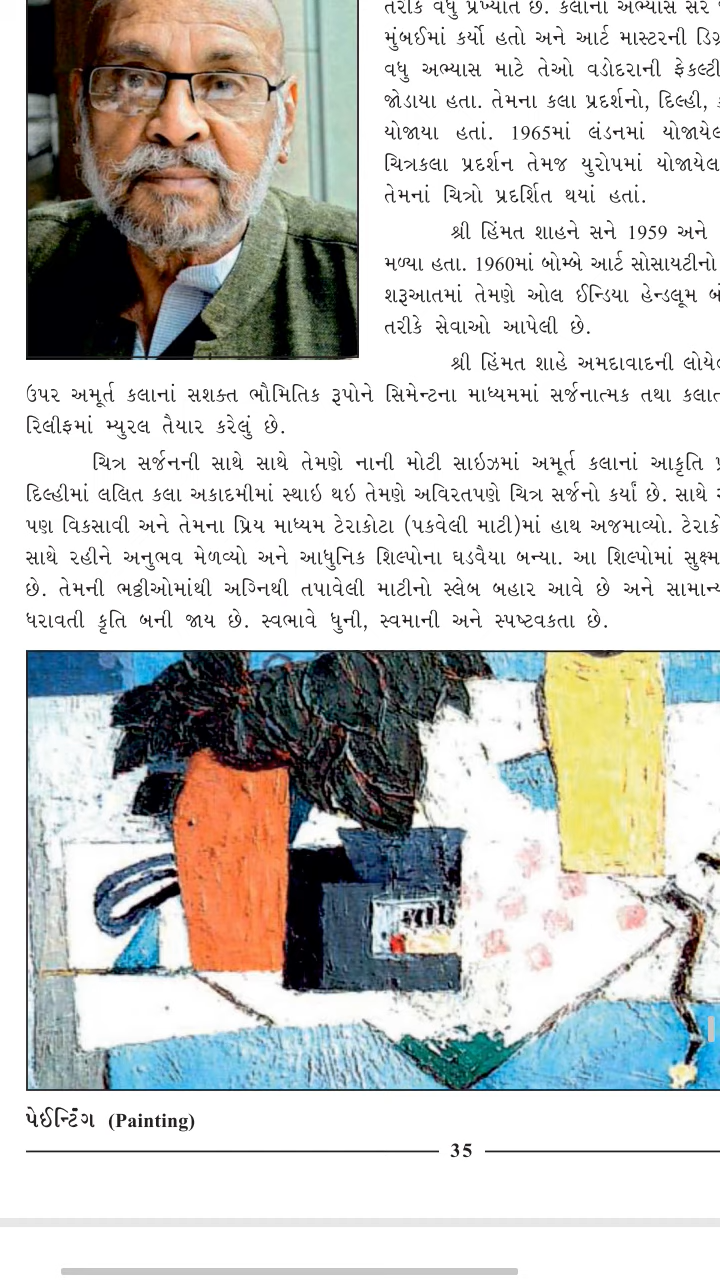 તરીકે વધુ પ્રખ્યાત છે. કલાનો અભ્યાસ સર
મુંબઈમાં કર્યો હતો અને આર્ટ માસ્ટરની
વધુ અભ્યાસ માટે તેઓ વડોદરાની ફેકલ્ટી
જોડાયા હતા. તેમના કલા પ્રદર્શનો, દિલ્હી,
યોજાયા હતાં. 1965માં લંડનમાં
ચિત્રકલા પ્રદર્શન તેમજ યુરોપમાં યોજાયેલ
તેમનાં ચિત્રો પ્રદર્શિત થયાં હતાં.
શ્રી હિંમત શાહને સને 1959 અને
મળ્યા હતા. 1960માં બોમ્બે આર્ટ સોસાયટીનો
શરૂઆતમાં તેમણે ઓલ ઈન્ડિયા હેન્ડલૂમ
તરીકે સેવાઓ આપેલી છે.
શ્રી હિંમત શાહે અમદાવાદની
ઉપર અમૂર્ત કલાનાં સશક્ત ભૌમિતિક રૂપોને સિમેન્ટના માધ્યમમાં સર્જનાત્મક તથા
રિલીફમાં મ્યુરલ તૈયાર કરેલું છે.
ચિત્ર સર્જનની સાથે સાથે તેમણે નાની મોટી સાઇઝમાં અમૂર્ત કલાનાં આકૃતિ
દિલ્હીમાં લલિત કલા અકાદમીમાં સ્થાઇ થઇ તેમણે અવિરતપણે ચિત્ર સર્જનો કર્યાં છે. સાથે
પણ વિકસાવી અને તેમના પ્રિય માધ્યમ ટેરાકોટા (પકવેલી માટી)માં હાથ અજમાવ્યો.
સાથે રહીને અનુભવ મેળવ્યો અને આધુનિક શિલ્પોના ઘડવૈયા બન્યા. આ શિલ્પોમાં સુક્ષ્મ
છે. તેમની ભઠ્ઠીઓમાંથી અગ્નિથી તપાવેલી માટીનો સ્લેબ બહાર આવે છે અને સામાન્ય
ધરાવતી કૃતિ બની જાય છે. સ્વભાવે ધુની, સ્વમાની અને સ્પષ્ટવકતા છે.
પેઈન્ટિંગ (Painting)
35